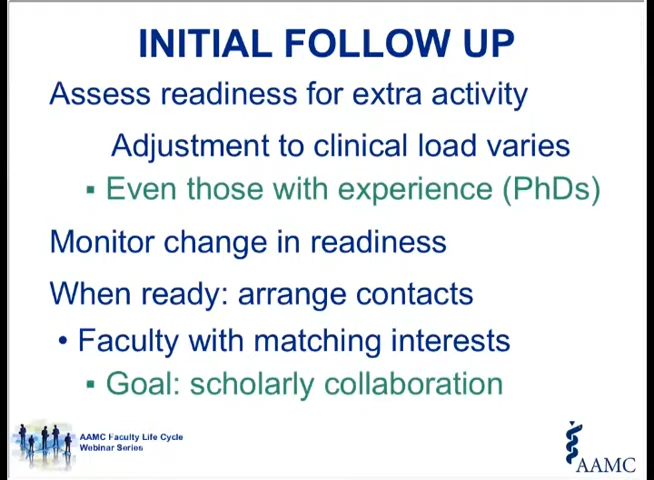 INITIAL FOLLOW UP
Assess readiness for extra activity
Adjustment to clinical load varies
▪ Even those with experience (PhDs)
Monitor change in readiness
When ready: arrange contacts
• Faculty with matching interests
▪ Goal: scholarly collaboration
AAMC Faculty Life Cycle
Webinar Series
AAMC